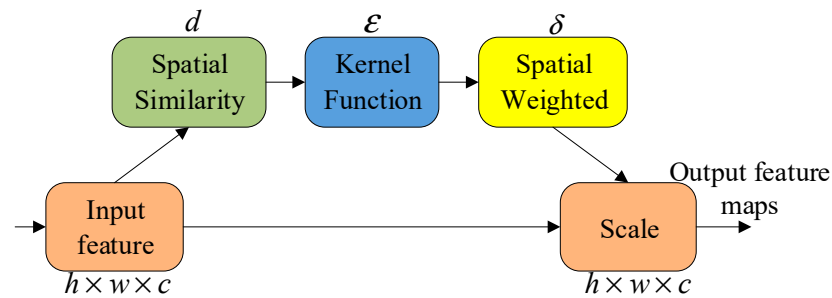 d
ε
δ
Spatial
Similarity
Kernel
Function
Spatial
Weighted
Input
feature
Scale
Output feature
maps
h × w × c
h × w × c